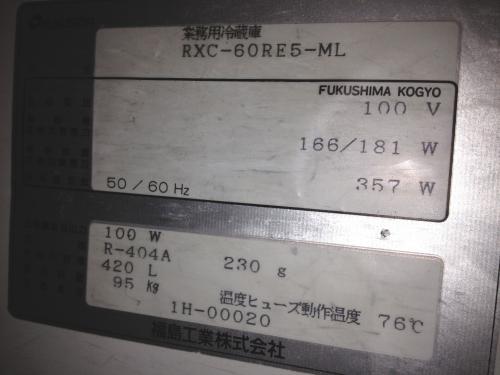 業務用冷蔵庫
RXC-60RE5-ML
FUKUSHIMA KOGYO
100 V
166/181 W
50 / 60 Hz 357 W
100 W
R-404A 230 g
420 L
95 kg
温度ヒューズ動作温度 76℃
1H-00020
福島工業株式会社